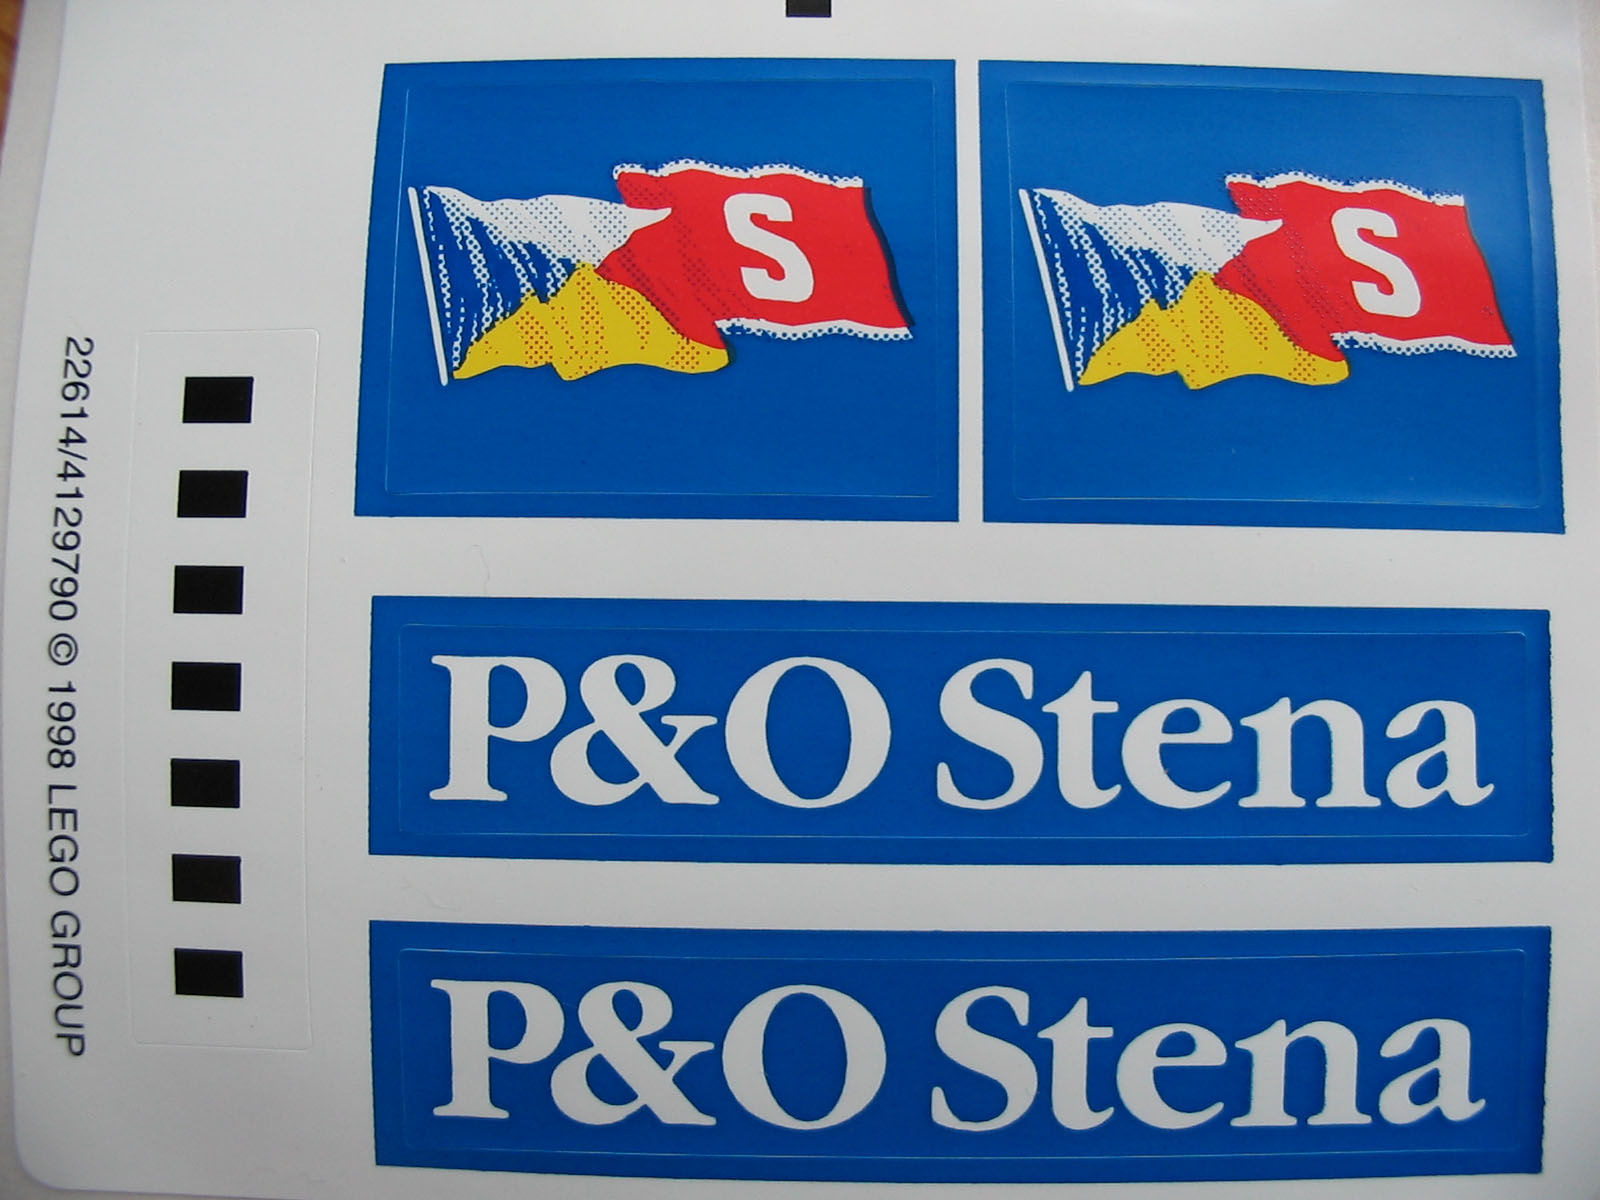 S
S
P&O Stena
P&O Stena
22614/4129790 © 1998 LEGO GROUP